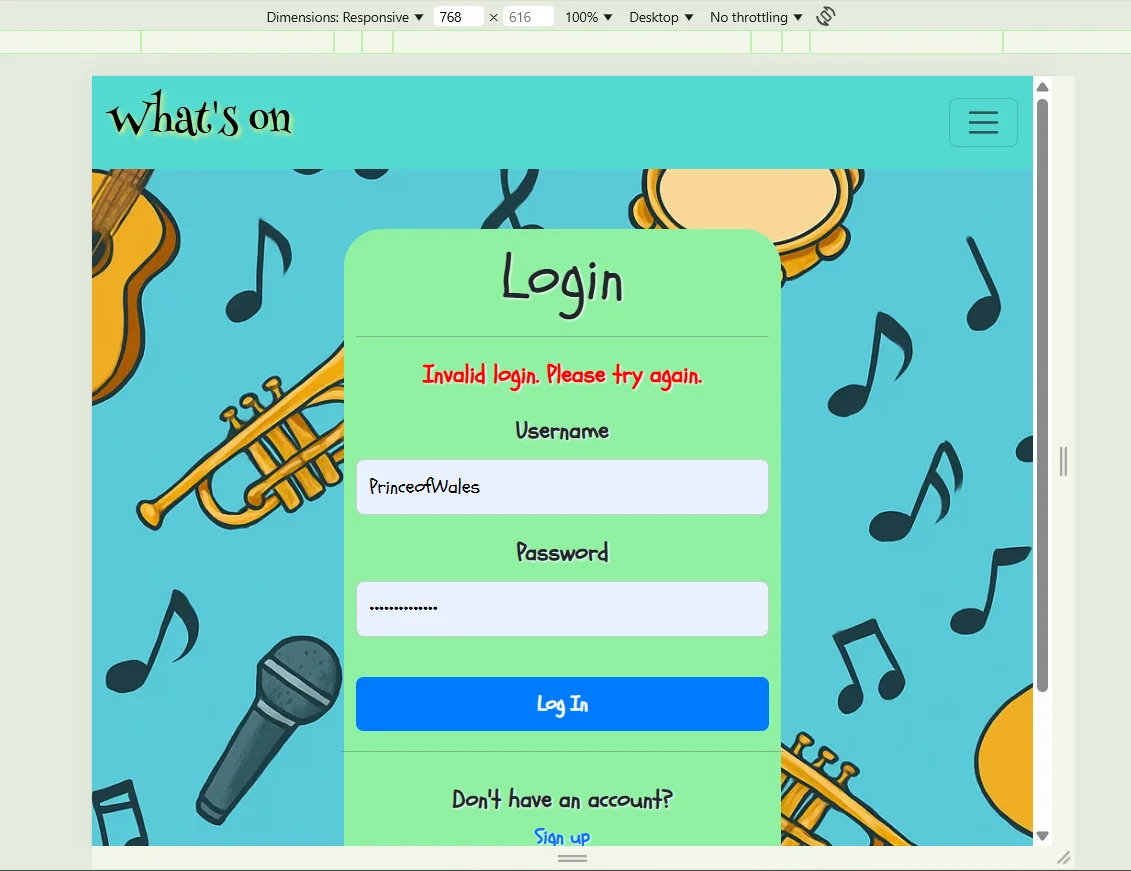 Dimensions: Responsive ▼ 768 × 616 100% ▼ Desktop ▼ No throttling ▼
What's on
Login
Invalid login. Please try again.
Username
PrinceofWales
Password
••••••••••••••
Log In
Don't have an account?
Sign up